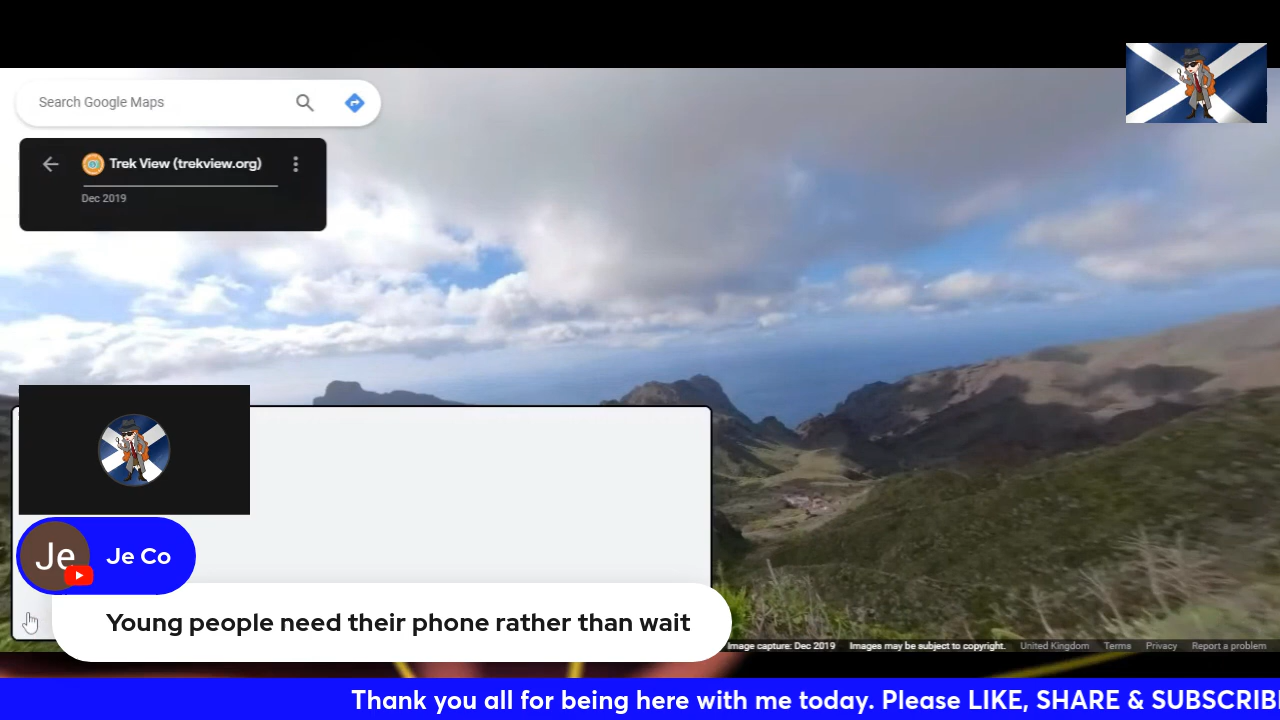 Search Google Maps
Trek View (trekview.org)
Dec 2019
Je Je Co
Young people need their phone rather than wait
Image capture: Dec 2019 Images may be subject to copyright. United Kingdom Terms Privacy Report a problem
Thank you all for being here with me today. Please LIKE, SHARE & SUBSCRIB